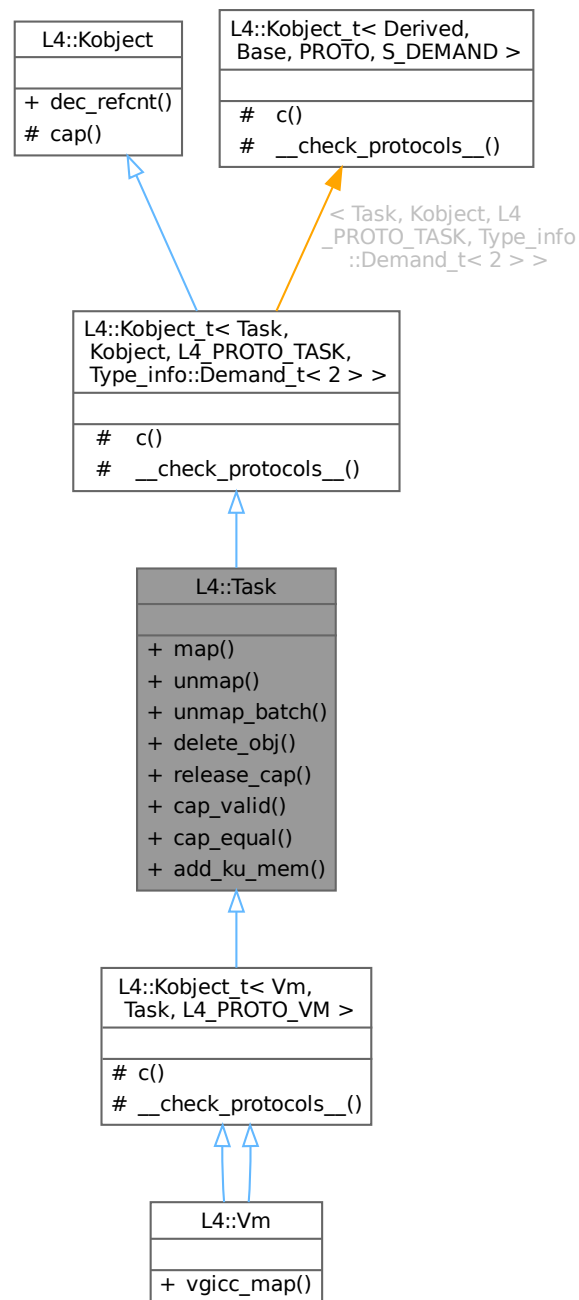 L4::Kobject
+ dec_refcnt()
# cap()
L4::Kobject_t< Derived,
Base, PROTO, S_DEMAND >
# c()
# __check_protocols__()
< Task, Kobject, L4
_PROTO_TASK, Type_info
::Demand_t< 2 > >
L4::Kobject_t< Task,
Kobject, L4_PROTO_TASK,
Type_info::Demand_t< 2 > >
# c()
# __check_protocols__()
L4::Task
+ map()
+ unmap()
+ unmap_batch()
+ delete_obj()
+ release_cap()
+ cap_valid()
+ cap_equal()
+ add_ku_mem()
L4::Kobject_t< Vm,
Task, L4_PROTO_VM >
# c()
# __check_protocols__()
L4::Vm
+ vgicc_map()